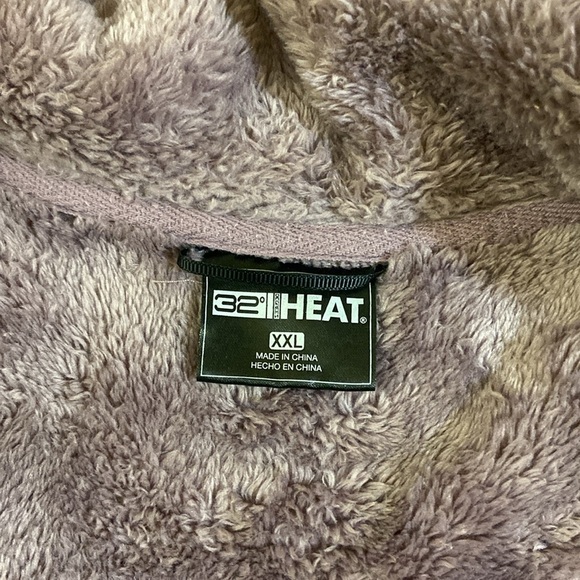 32° HEAT®
XXL
MADE IN CHINA
HECHO EN CHINA